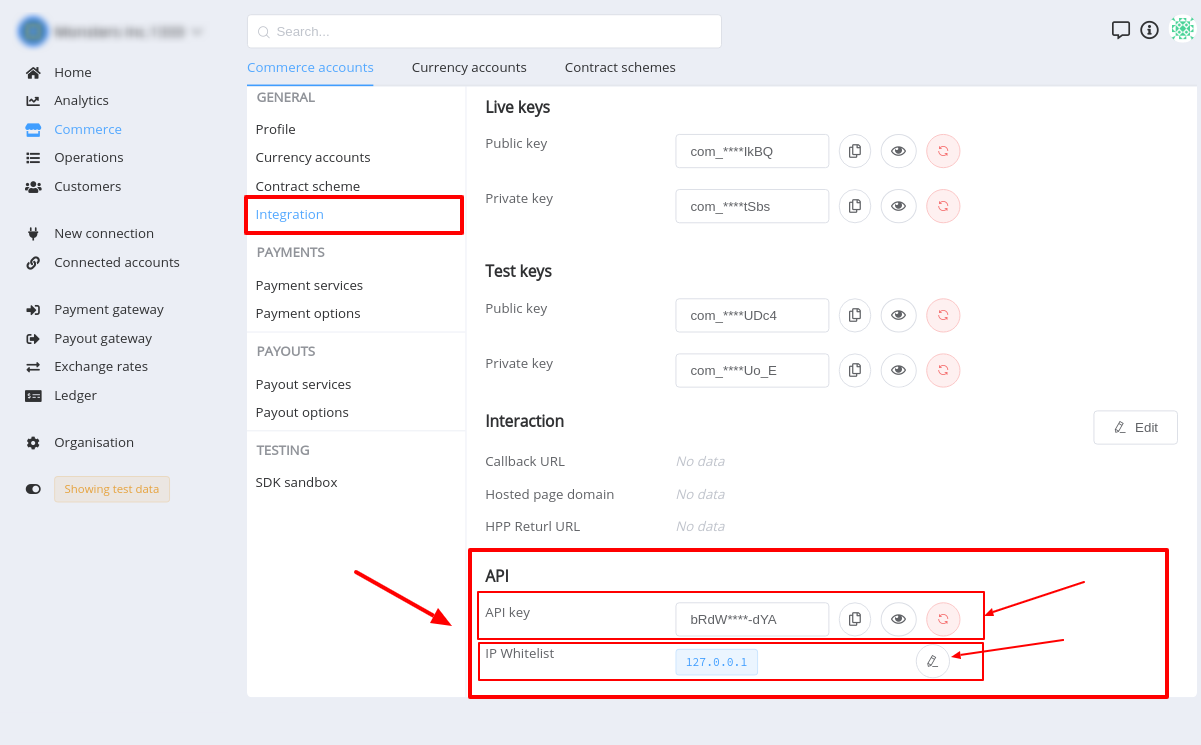 Search...
Home
Analytics
Commerce
Operations
Customers
New connection
Connected accounts
Payment gateway
Payout gateway
Exchange rates
Ledger
Organisation
Showing test data
Commerce accounts Currency accounts Contract schemes
GENERAL
Profile
Currency accounts
Contract scheme
Integration
PAYMENTS
Payment services
Payment options
PAYOUTS
Payout services
Payout options
TESTING
SDK sandbox
Live keys
Public key com_****IkBQ
Private key com_****tSbs
Test keys
Public key com_****UDc4
Private key com_****Uo_E
Interaction Edit
Callback URL No data
Hosted page domain No data
HPP Returl URL No data
API
API key bRdW****-dYA
IP Whitelist 127.0.0.1